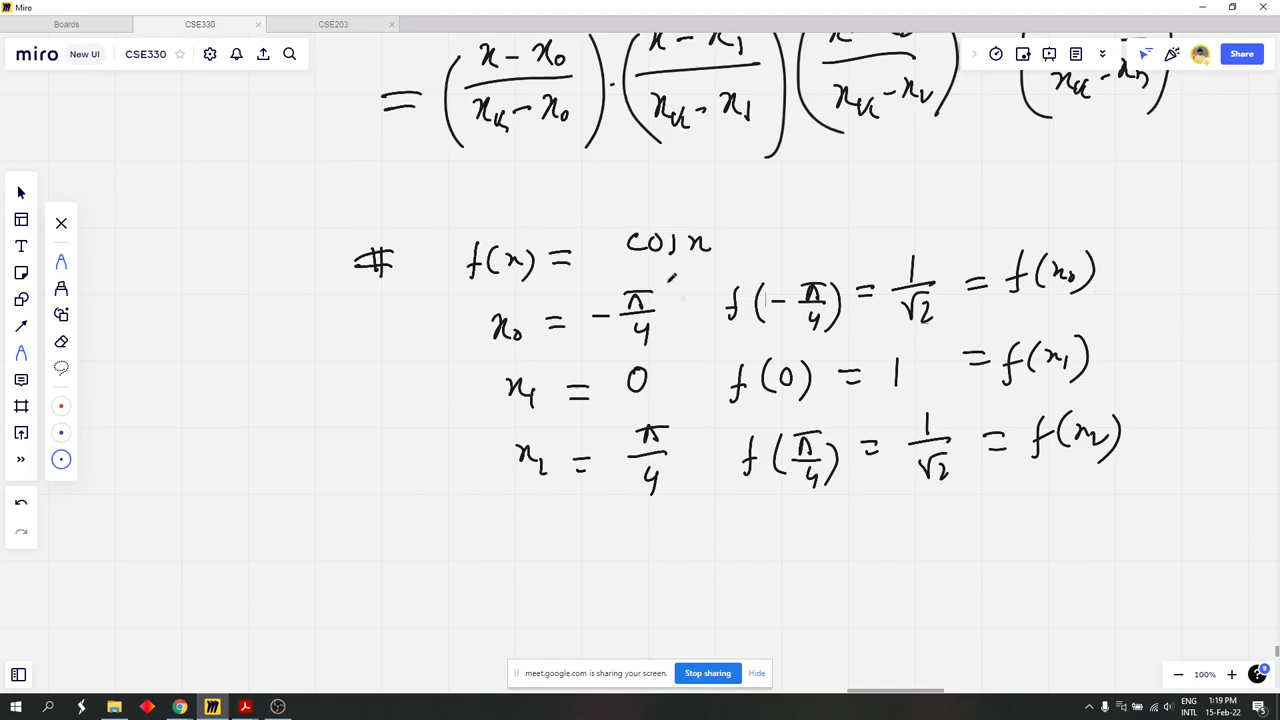 Miro
Boards CSE330 CSE203
miro New UI CSE330 Share
= (x - x₀ / xₖ - x₀) · (x - x₁ / xₖ - x₁) (
# f(x) = cos x
x₀ = - π/4 f(- π/4) = 1/√2 = f(x₀)
x₁ = 0 f(0) = 1 = f(x₁)
x₂ = π/4 f(π/4) = 1/√2 = f(x₂)
meet.google.com is sharing your screen. Stop sharing Hide
100% 9
ENG 1:19 PM
INTL 15-Feb-22